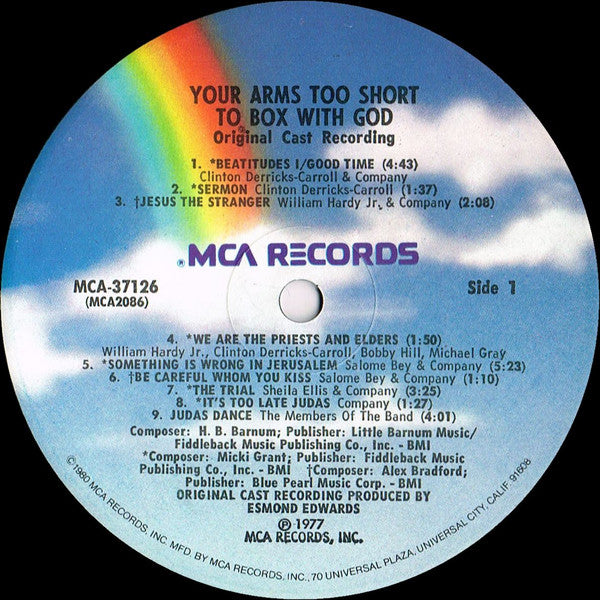 YOUR ARMS TOO SHORT
TO BOX WITH GOD
Original Cast Recording
1. *BEATITUDES I/GOOD TIME (4:43)
Clinton Derricks-Carroll & Company
2. *SERMON Clinton Derricks-Carroll (1:37)
3. †JESUS THE STRANGER William Hardy Jr. & Company (2:08)
® MCA RECORDS
MCA-37126
(MCA2086)
Side 1
4. *WE ARE THE PRIESTS AND ELDERS (1:50)
William Hardy Jr., Clinton Derricks-Carroll, Bobby Hill, Michael Gray
5. *SOMETHING IS WRONG IN JERUSALEM Salome Bey & Company (5:23)
6. †BE CAREFUL WHOM YOU KISS Salome Bey & Company (1:10)
7. *THE TRIAL Sheila Ellis & Company (3:25)
8. *IT'S TOO LATE JUDAS Company (1:27)
9. JUDAS DANCE The Members Of The Band (4:01)
Composer: H. B. Barnum; Publisher: Little Barnum Music/
Fiddleback Music Publishing Co., Inc. - BMI
*Composer: Micki Grant; Publisher: Fiddleback Music
Publishing Co., Inc. - BMI †Composer: Alex Bradford;
Publisher: Blue Pearl Music Corp. - BMI
ORIGINAL CAST RECORDING PRODUCED BY
ESMOND EDWARDS
℗ 1977
MCA RECORDS, INC.
©1980 MCA RECORDS, INC. MFD. BY MCA RECORDS, INC., 70 UNIVERSAL PLAZA, UNIVERSAL CITY, CALIF. 91608